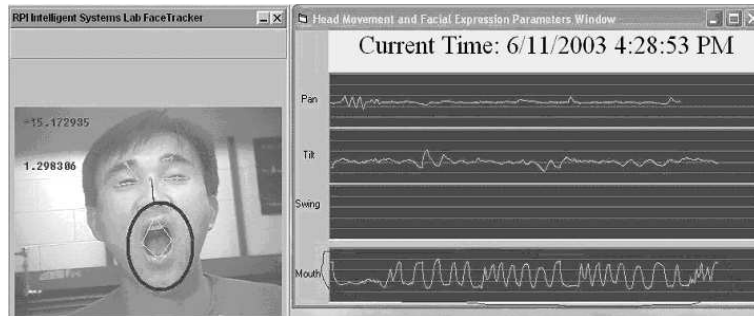 RPI Intelligent Systems Lab FaceTracker
-15.172935
1.298306
Head Movement and Facial Expression Parameters Window
Current Time: 6/11/2003 4:28:53 PM
Pan
Tilt
Swing
Mouth